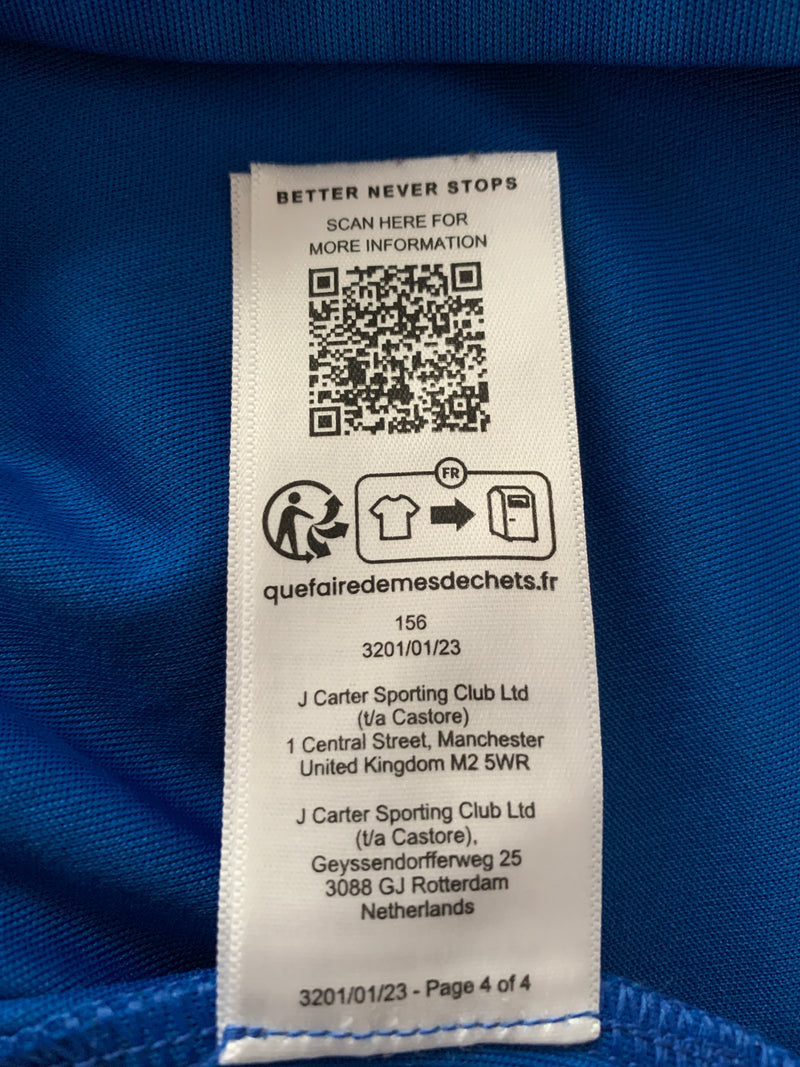 BETTER NEVER STOPS
SCAN HERE FOR
MORE INFORMATION
FR
quefairedemesdechets.fr
156
3201/01/23
J Carter Sporting Club Ltd
(t/a Castore)
1 Central Street, Manchester
United Kingdom M2 5WR
J Carter Sporting Club Ltd
(t/a Castore),
Geyssendorfferweg 25
3088 GJ Rotterdam
Netherlands
3201/01/23 - Page 4 of 4